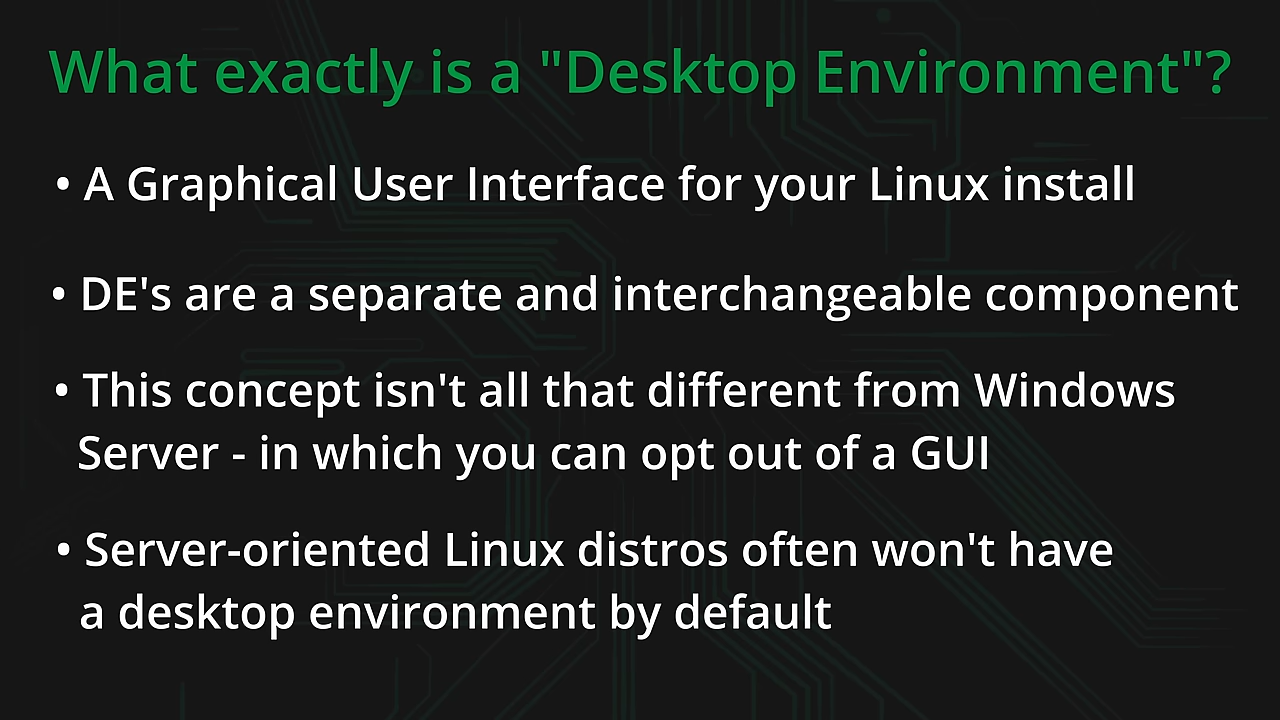 What exactly is a "Desktop Environment"?
• A Graphical User Interface for your Linux install
• DE's are a separate and interchangeable component
• This concept isn't all that different from Windows
Server - in which you can opt out of a GUI
• Server-oriented Linux distros often won't have
a desktop environment by default